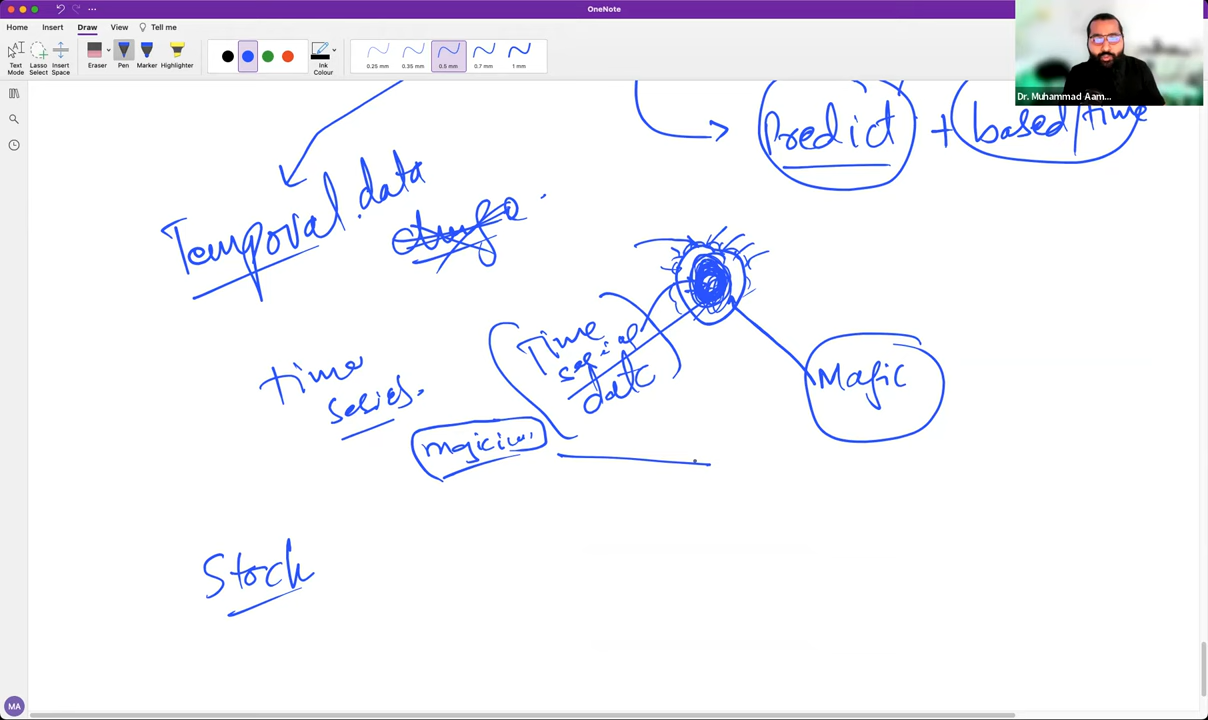 OneNote
Home Insert Draw View Tell me
Text Mode
Lasso Select
Insert Space
Eraser
Pen
Marker
Highlighter
Ink Colour
0.25 mm
0.35 mm
0.5 mm
0.7 mm
1 mm
Dr. Muhammad Aam...
Predict + based/time
Temporal data
Time
series.
Time
data
Magic
Stock
MA